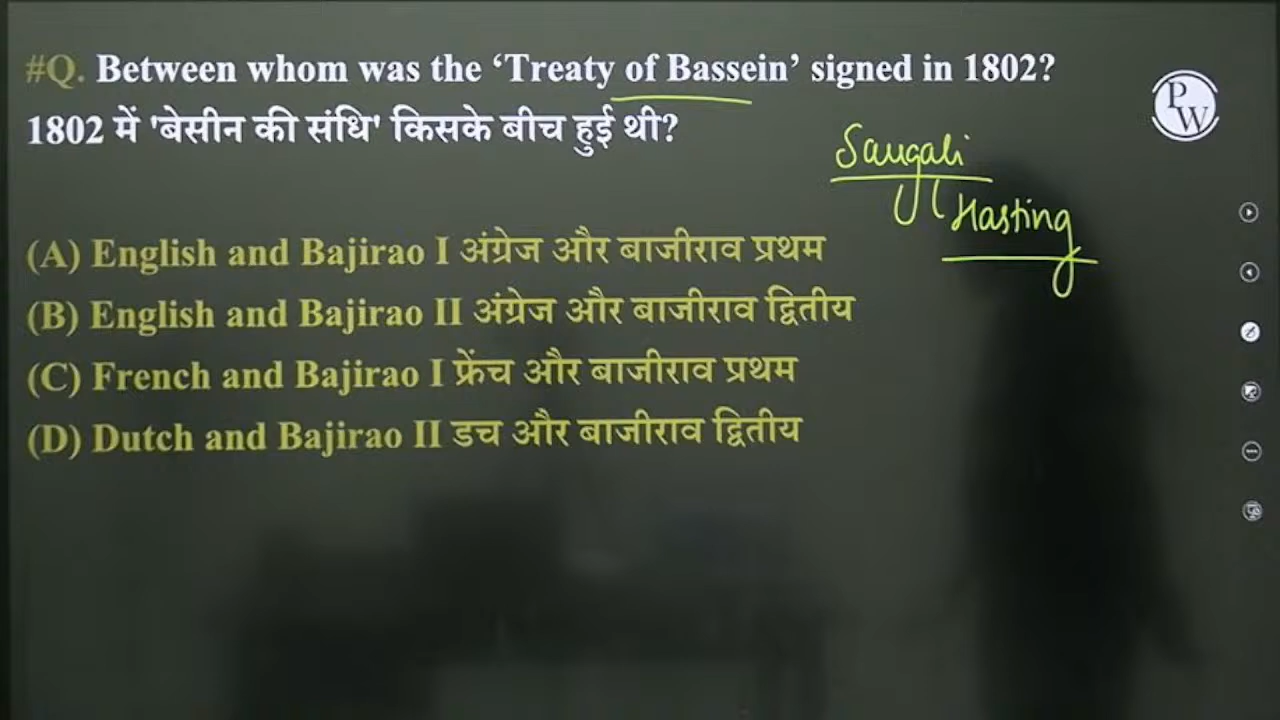 #Q. Between whom was the ‘Treaty of Bassein’ signed in 1802?
1802 में 'बेसीन की संधि' किसके बीच हुई थी?
PW
Saugali
Hasting
(A) English and Bajirao I अंग्रेज और बाजीराव प्रथम
(B) English and Bajirao II अंग्रेज और बाजीराव द्वितीय
(C) French and Bajirao I फ्रेंच और बाजीराव प्रथम
(D) Dutch and Bajirao II डच और बाजीराव द्वितीय